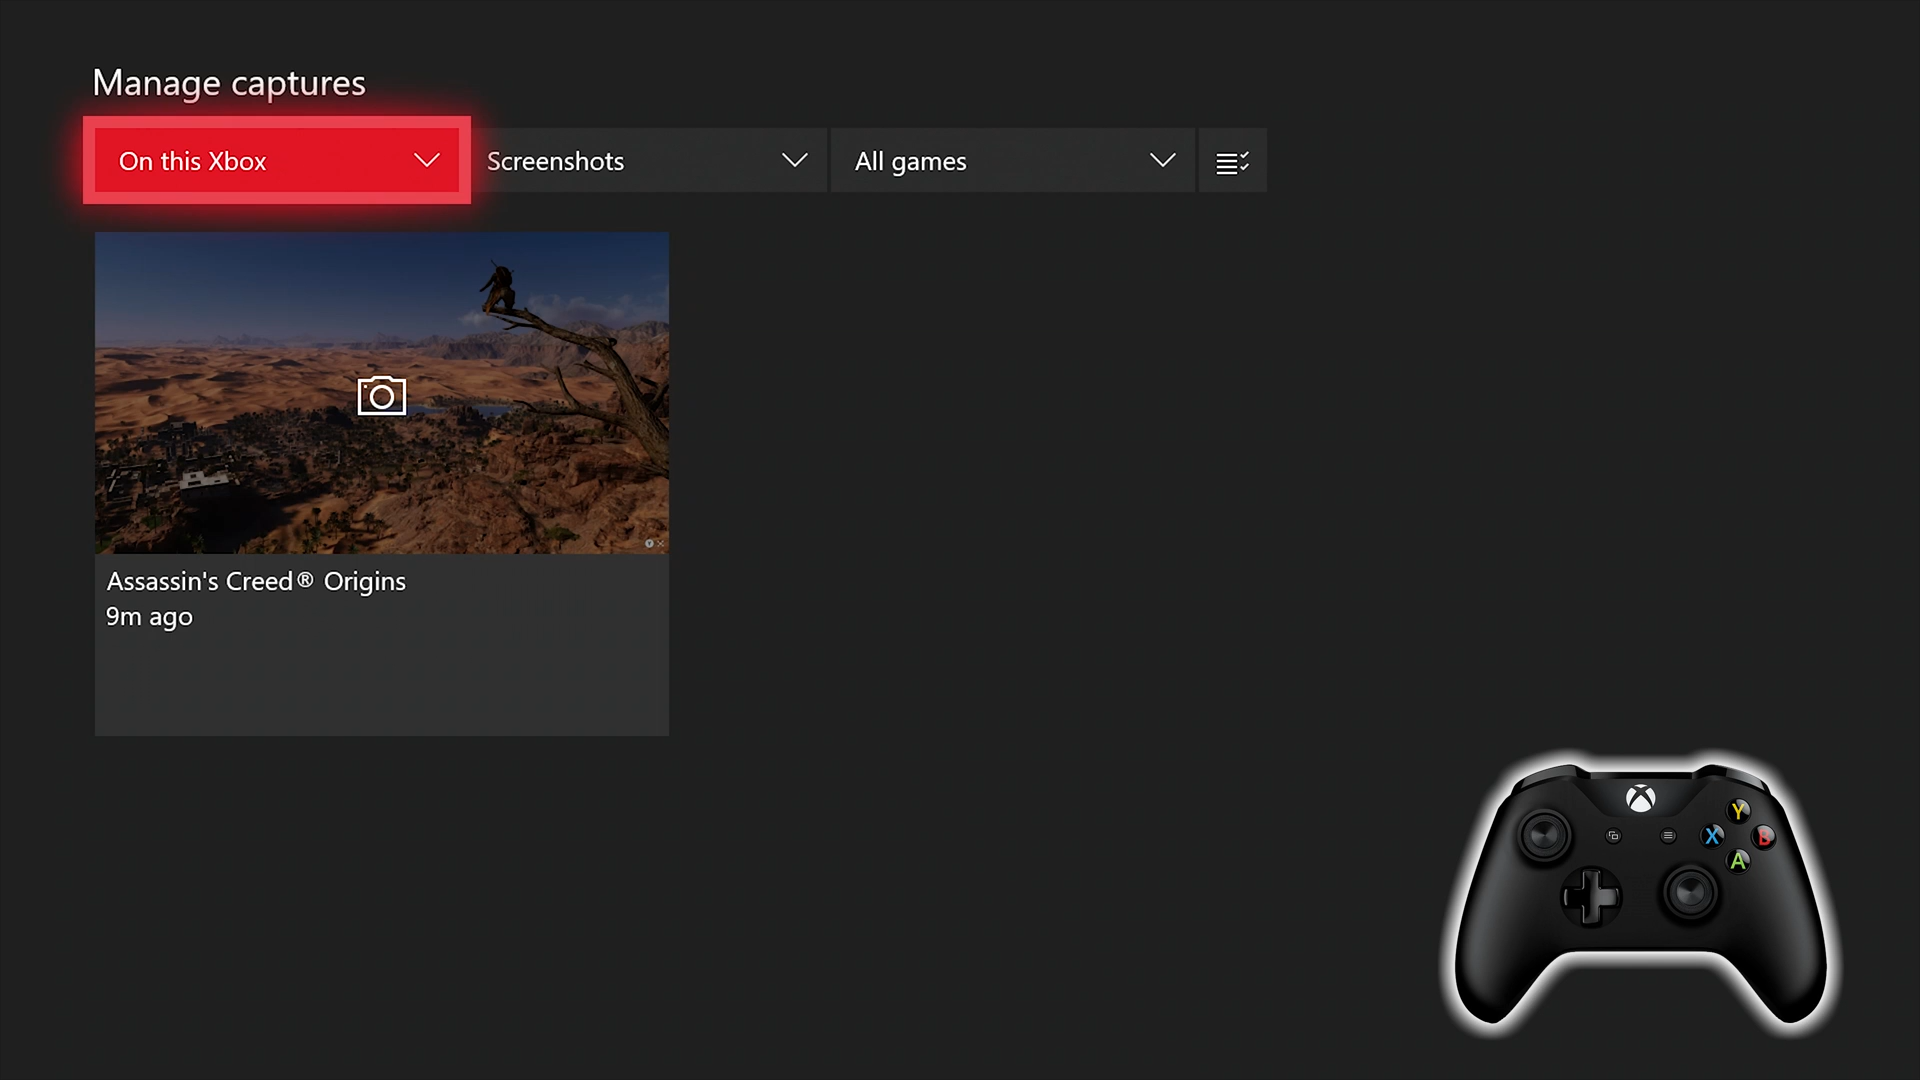 Manage captures
On this Xbox
Screenshots
All games
Assassin's Creed® Origins
9m ago
Y
X
B
A